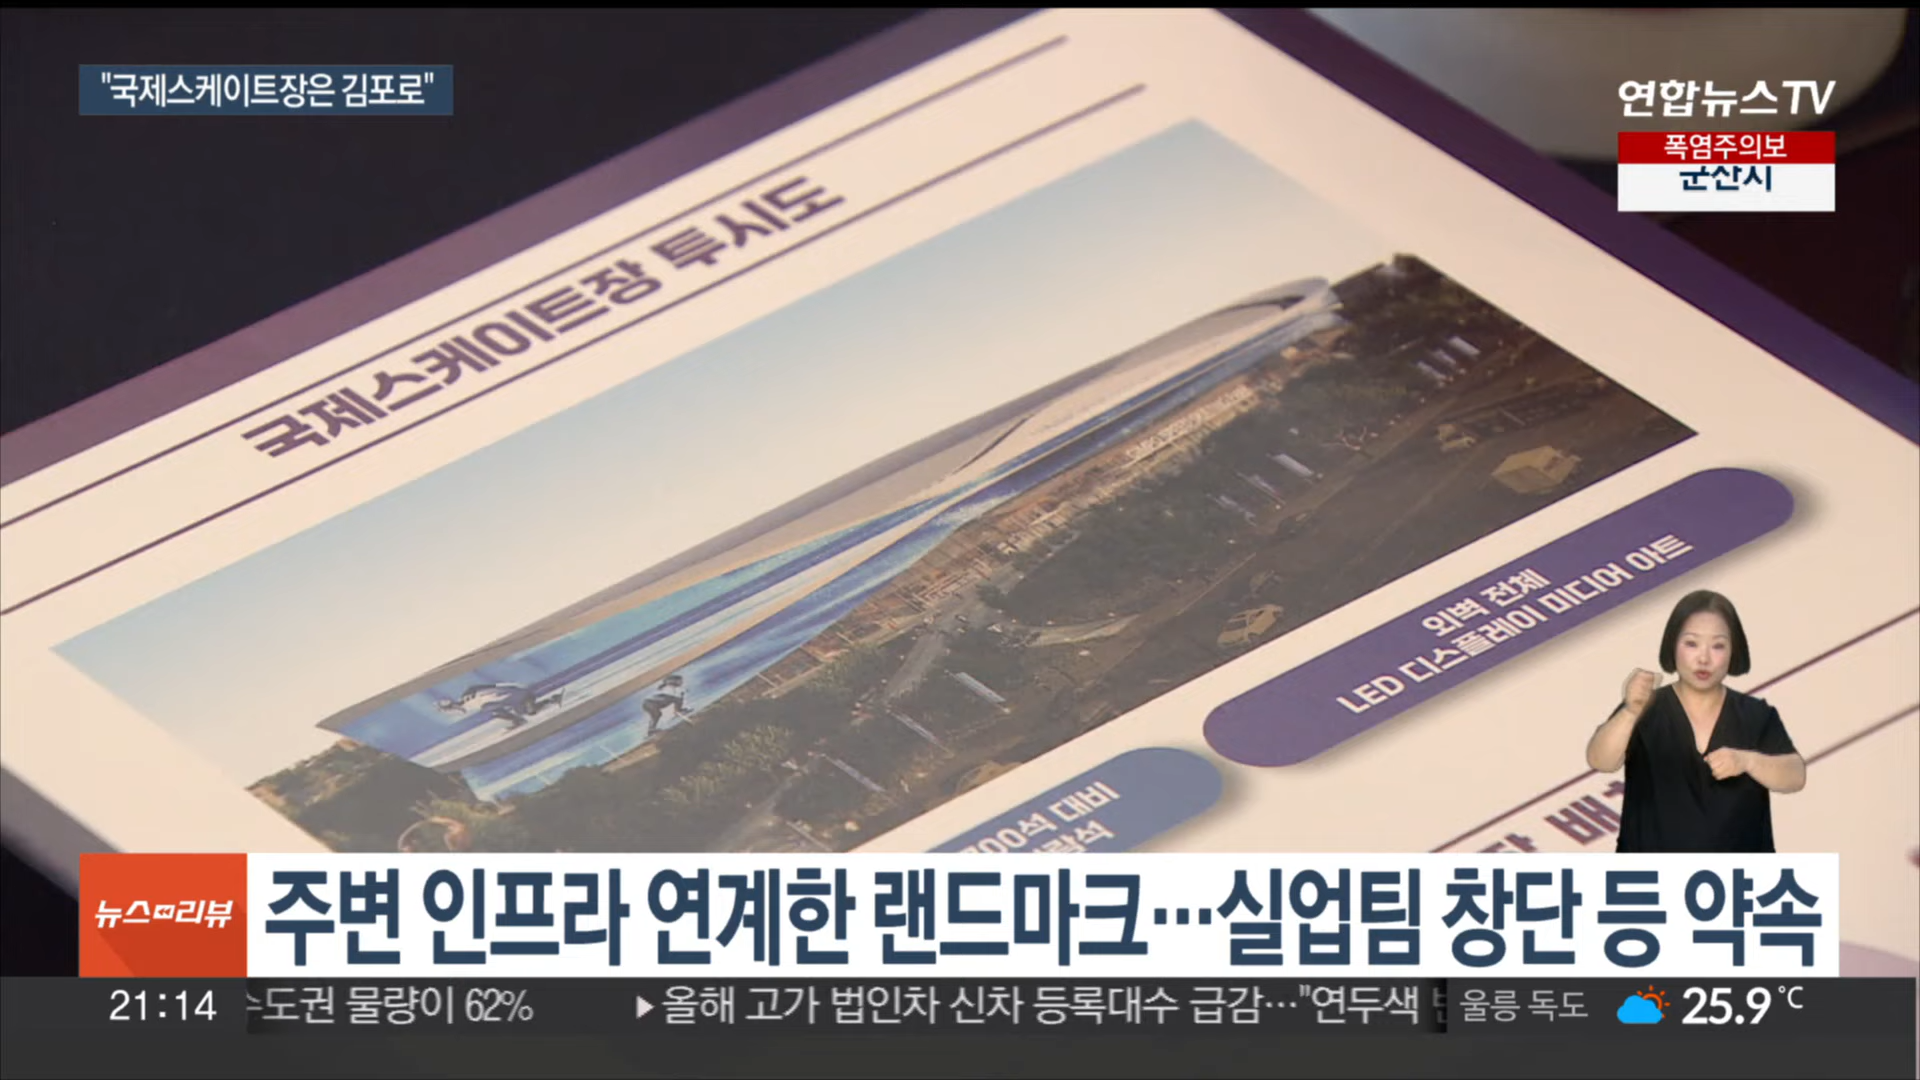 "국제스케이트장은 김포로"
연합뉴스TV
폭염주의보
군산시
국제스케이트장 투시도
외벽 전체
LED 디스플레이 미디어 아트
대비
뉴스리뷰
주변 인프라 연계한 랜드마크…실업팀 창단 등 약속
21:14
수도권 물량이 62%
▶올해 고가 법인차 신차 등록대수 급감…"연두색
울릉 독도
25.9℃